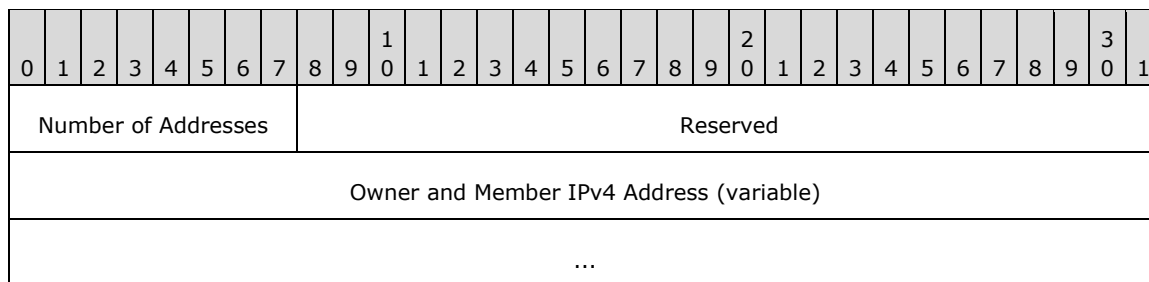 1 2 3
0 1 2 3 4 5 6 7 8 9 0 1 2 3 4 5 6 7 8 9 0 1 2 3 4 5 6 7 8 9 0 1
Number of Addresses Reserved
Owner and Member IPv4 Address (variable)
...